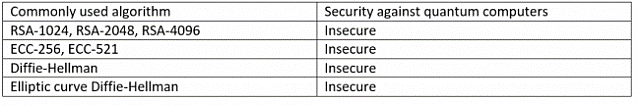 Commonly used algorithm Security against quantum computers
RSA-1024, RSA-2048, RSA-4096 Insecure
ECC-256, ECC-521 Insecure
Diffie-Hellman Insecure
Elliptic curve Diffie-Hellman Insecure